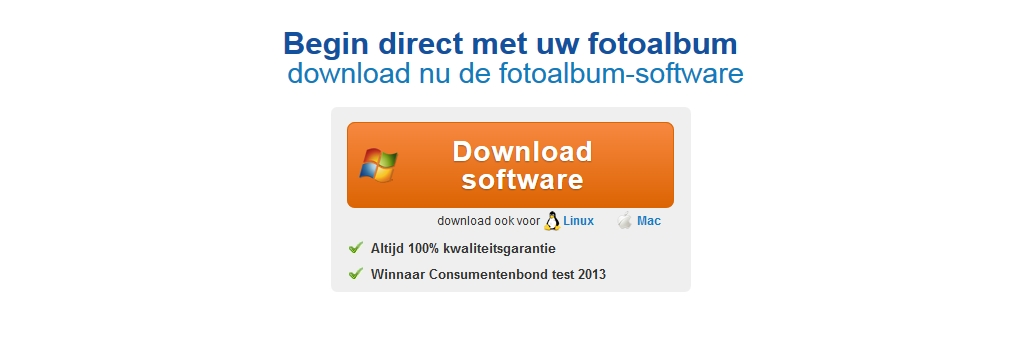 Begin direct met uw fotoalbum
download nu de fotoalbum-software
Download
software
download ook voor Linux Mac
Altijd 100% kwaliteitsgarantie
Winnaar Consumentenbond test 2013